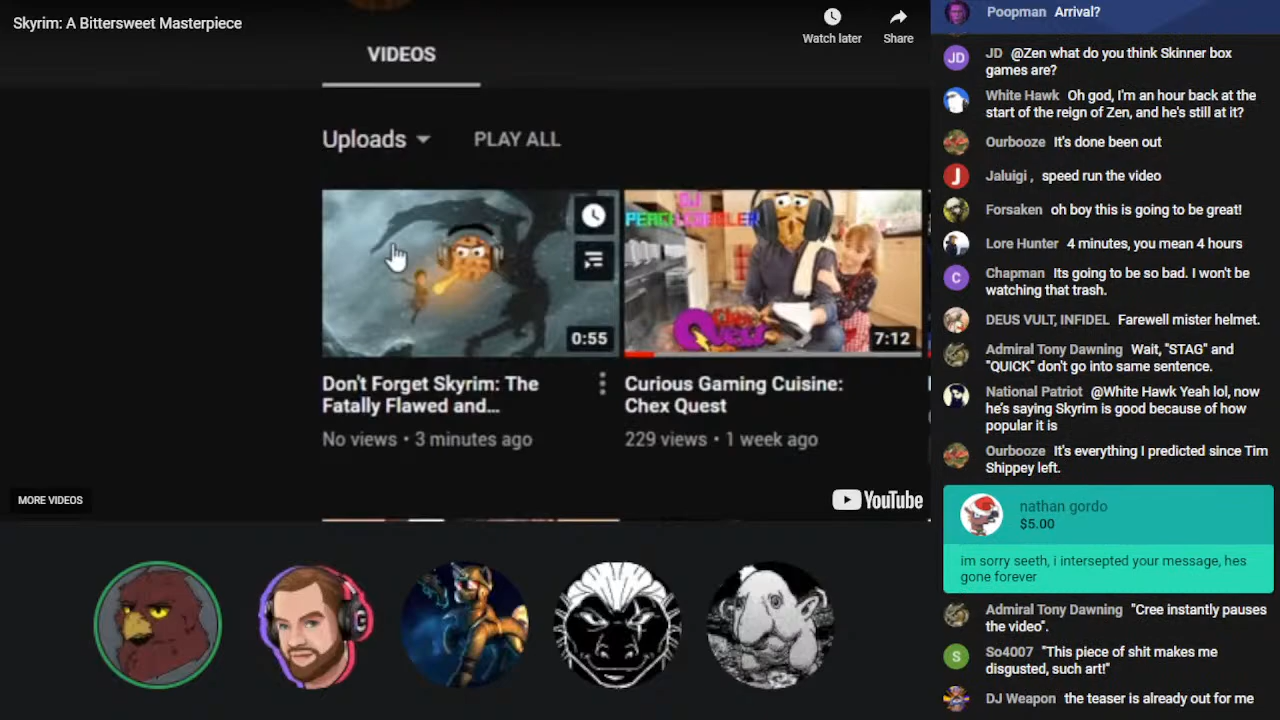 Skyrim: A Bittersweet Masterpiece
Watch later
Share
VIDEOS
Uploads
PLAY ALL
0:55
DJ
PEACH COBBLER
Chex
Quest
7:12
Don't Forget Skyrim: The
Fatally Flawed and...
No views • 3 minutes ago
Curious Gaming Cuisine:
Chex Quest
229 views • 1 week ago
MORE VIDEOS
YouTube
Poopman Arrival?
JD
JD @Zen what do you think Skinner box
games are?
White Hawk Oh god, I'm an hour back at the
start of the reign of Zen, and he's still at it?
Ourbooze It's done been out
J
Jaluigi , speed run the video
Forsaken oh boy this is going to be great!
Lore Hunter 4 minutes, you mean 4 hours
C
Chapman Its going to be so bad. I won't be
watching that trash.
DEUS VULT, INFIDEL Farewell mister helmet.
Admiral Tony Dawning Wait, "STAG" and
"QUICK" don't go into same sentence.
National Patriot @White Hawk Yeah lol, now
he's saying Skyrim is good because of how
popular it is
Ourbooze It's everything I predicted since Tim
Shippey left.
nathan gordo
$5.00
im sorry seeth, i intersepted your message, hes
gone forever
Admiral Tony Dawning "Cree instantly pauses
the video".
S
So4007 "This piece of shit makes me
disgusted, such art!"
DJ Weapon the teaser is already out for me